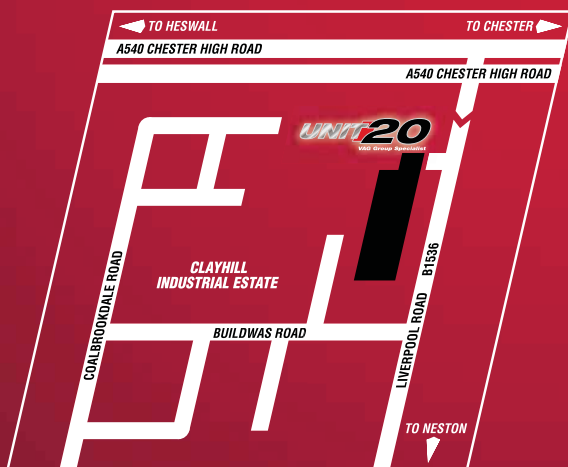 TO HESWALL
TO CHESTER
A540 CHESTER HIGH ROAD
A540 CHESTER HIGH ROAD
UNIT20
VAG Group Specialist
CLAYHILL
INDUSTRIAL ESTATE
COALBROOKDALE ROAD
BUILDWAS ROAD
LIVERPOOL ROAD B1536
TO NESTON